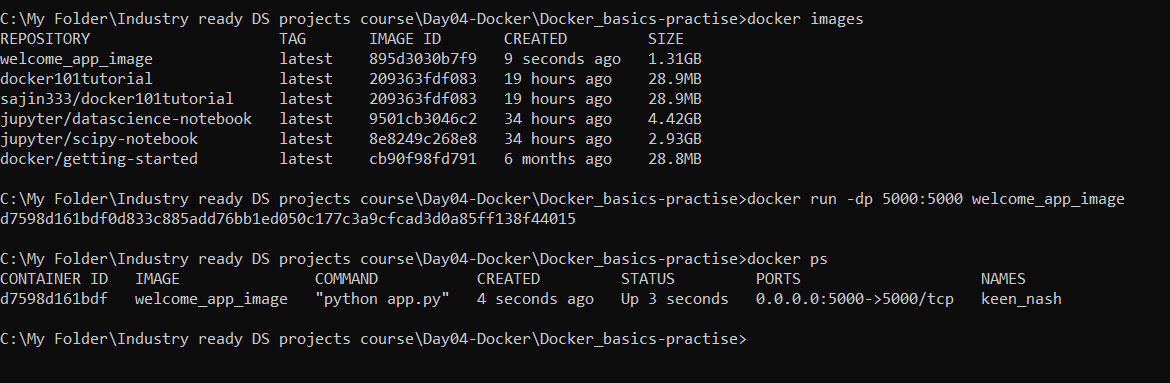 C:\My Folder\Industry ready DS projects course\Day04-Docker\Docker_basics-practise>docker images
REPOSITORY                    TAG       IMAGE ID       CREATED         SIZE
welcome_app_image             latest    895d3030b7f9   9 seconds ago   1.31GB
docker101tutorial             latest    209363fdf083   19 hours ago    28.9MB
sajin333/docker101tutorial    latest    209363fdf083   19 hours ago    28.9MB
jupyter/datascience-notebook  latest    9501cb3046c2   34 hours ago    4.42GB
jupyter/scipy-notebook        latest    8e8249c268e8   34 hours ago    2.93GB
docker/getting-started        latest    cb90f98fd791   6 months ago    28.8MB
C:\My Folder\Industry ready DS projects course\Day04-Docker\Docker_basics-practise>docker run -dp 5000:5000 welcome_app_image
d7598d161bdf0d833c885add76bb1ed050c177c3a9cfcad3d0a85ff138f44015
C:\My Folder\Industry ready DS projects course\Day04-Docker\Docker_basics-practise>docker ps
CONTAINER ID   IMAGE               COMMAND           CREATED         STATUS         PORTS                    NAMES
d7598d161bdf   welcome_app_image   "python app.py"   4 seconds ago   Up 3 seconds   0.0.0.0:5000->5000/tcp   keen_nash
C:\My Folder\Industry ready DS projects course\Day04-Docker\Docker_basics-practise>